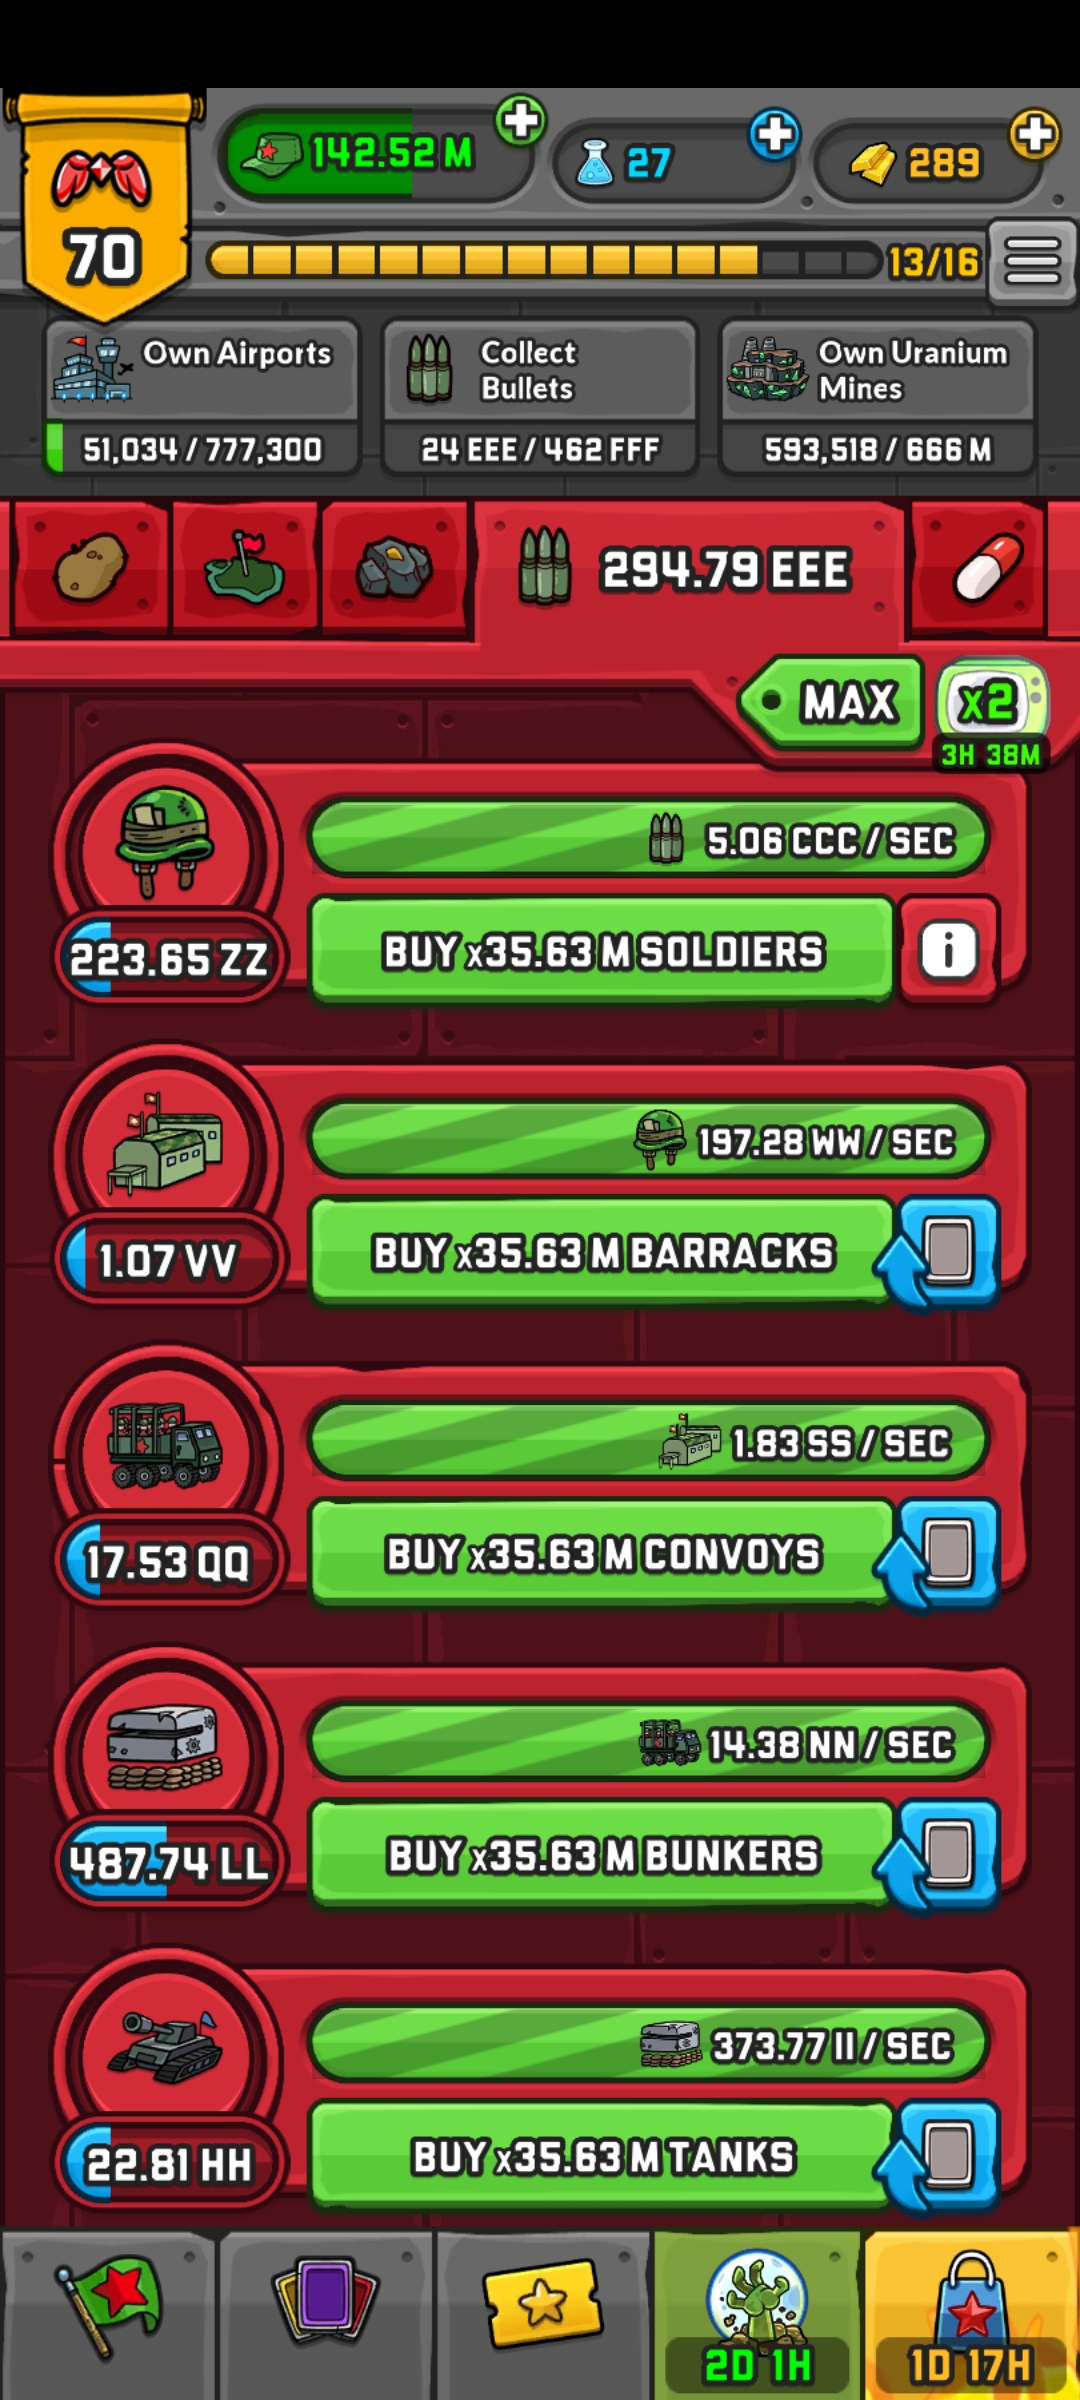 142.52 M
27
289
70
13/16
Own Airports
51,034 / 777,300
Collect
Bullets
24 EEE / 462 FFF
Own Uranium
Mines
593,518 / 666 M
294.79 EEE
MAX
x2
3H 38M
5.06 CCC / SEC
223.65 ZZ
BUY x35.63 M SOLDIERS
i
197.28 WW / SEC
1.07 VV
BUY x35.63 M BARRACKS
1.83 SS / SEC
17.53 QQ
BUY x35.63 M CONVOYS
14.38 NN / SEC
487.74 LL
BUY x35.63 M BUNKERS
373.77 II / SEC
22.81 HH
BUY x35.63 M TANKS
2D 1H
1D 17H